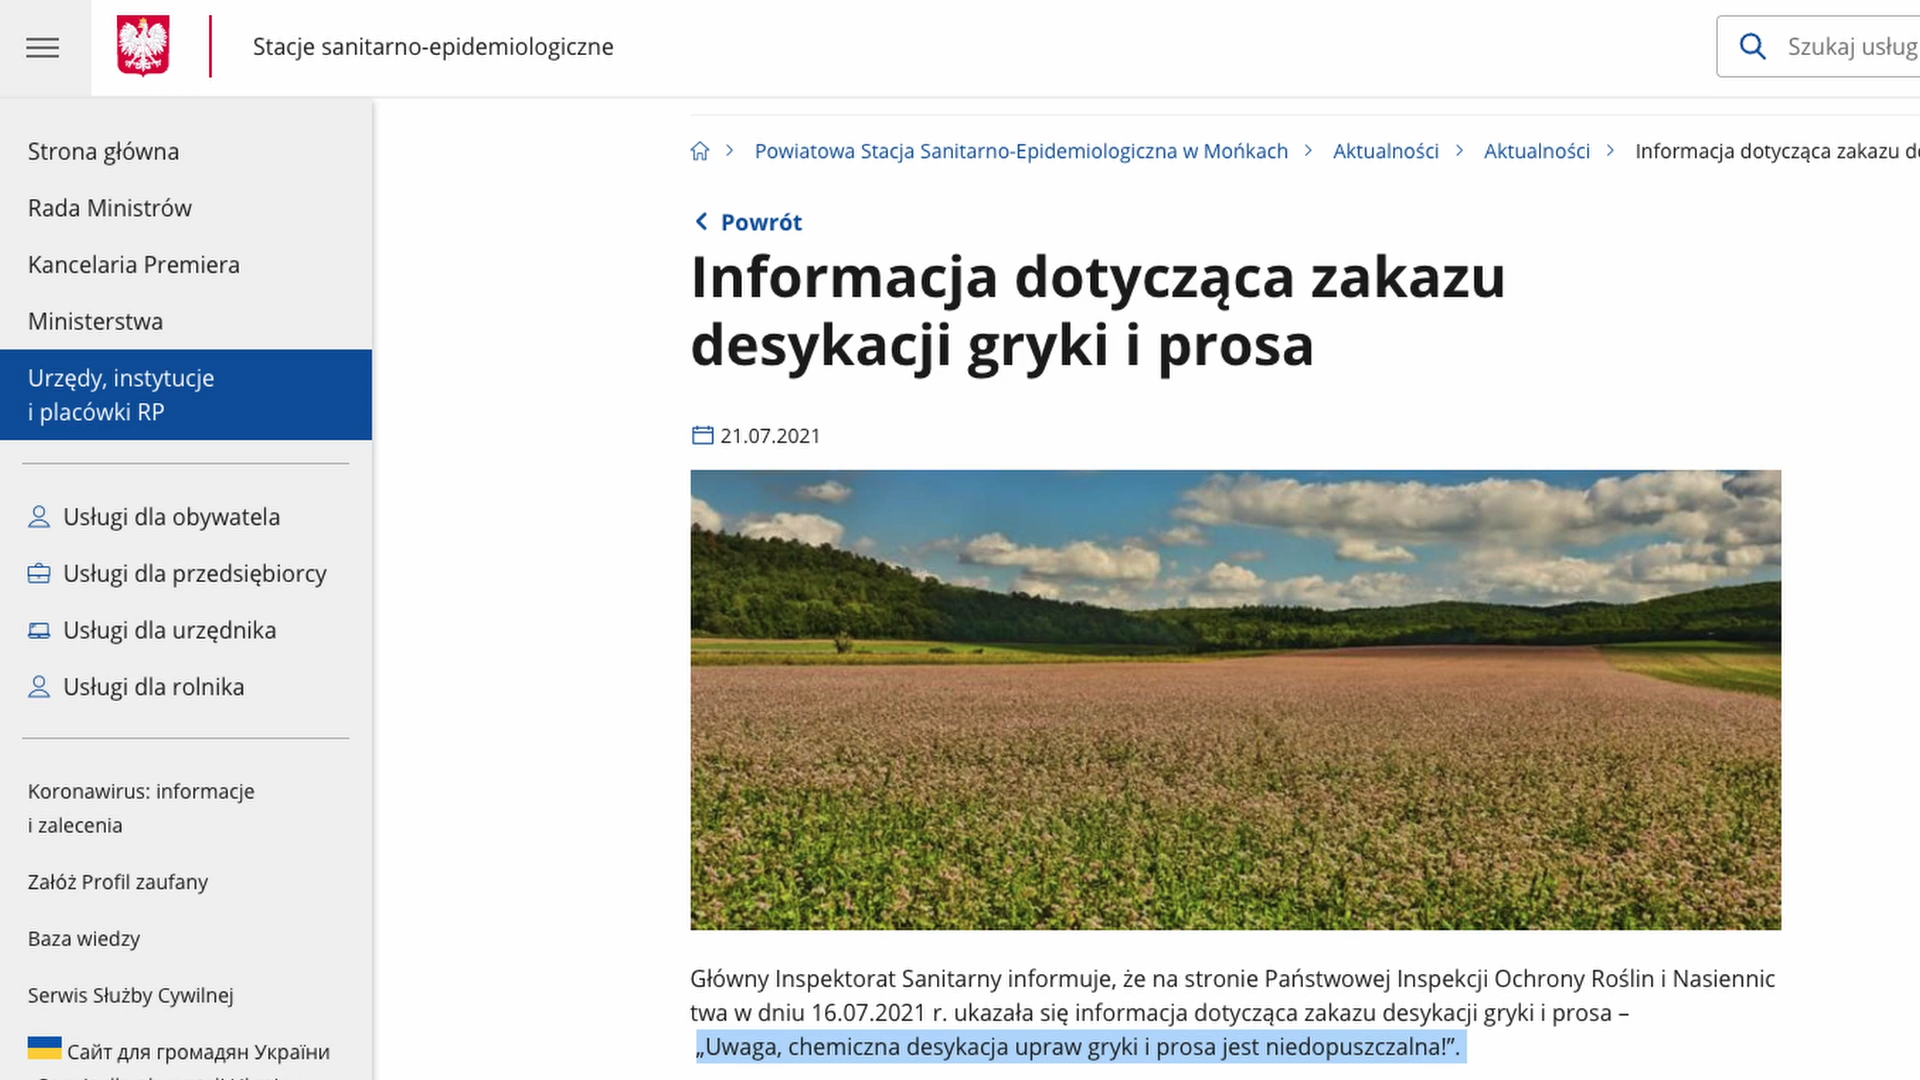 Stacje sanitarno-epidemiologiczne
Szukaj usług
Strona główna
Rada Ministrów
Kancelaria Premiera
Ministerstwa
Urzędy, instytucje
i placówki RP
Usługi dla obywatela
Usługi dla przedsiębiorcy
Usługi dla urzędnika
Usługi dla rolnika
Koronawirus: informacje
i zalecenia
Załóż Profil zaufany
Baza wiedzy
Serwis Służby Cywilnej
Сайт для громадян України
Powiatowa Stacja Sanitarno-Epidemiologiczna w Mońkach > Aktualności > Aktualności > Informacja dotycząca zakazu
Powrót
Informacja dotycząca zakazu
desykacji gryki i prosa
21.07.2021
Główny Inspektorat Sanitarny informuje, że na stronie Państwowej Inspekcji Ochrony Roślin i Nasiennic
twa w dniu 16.07.2021 r. ukazała się informacja dotycząca zakazu desykacji gryki i prosa –
„Uwaga, chemiczna desykacja upraw gryki i prosa jest niedopuszczalna!”.